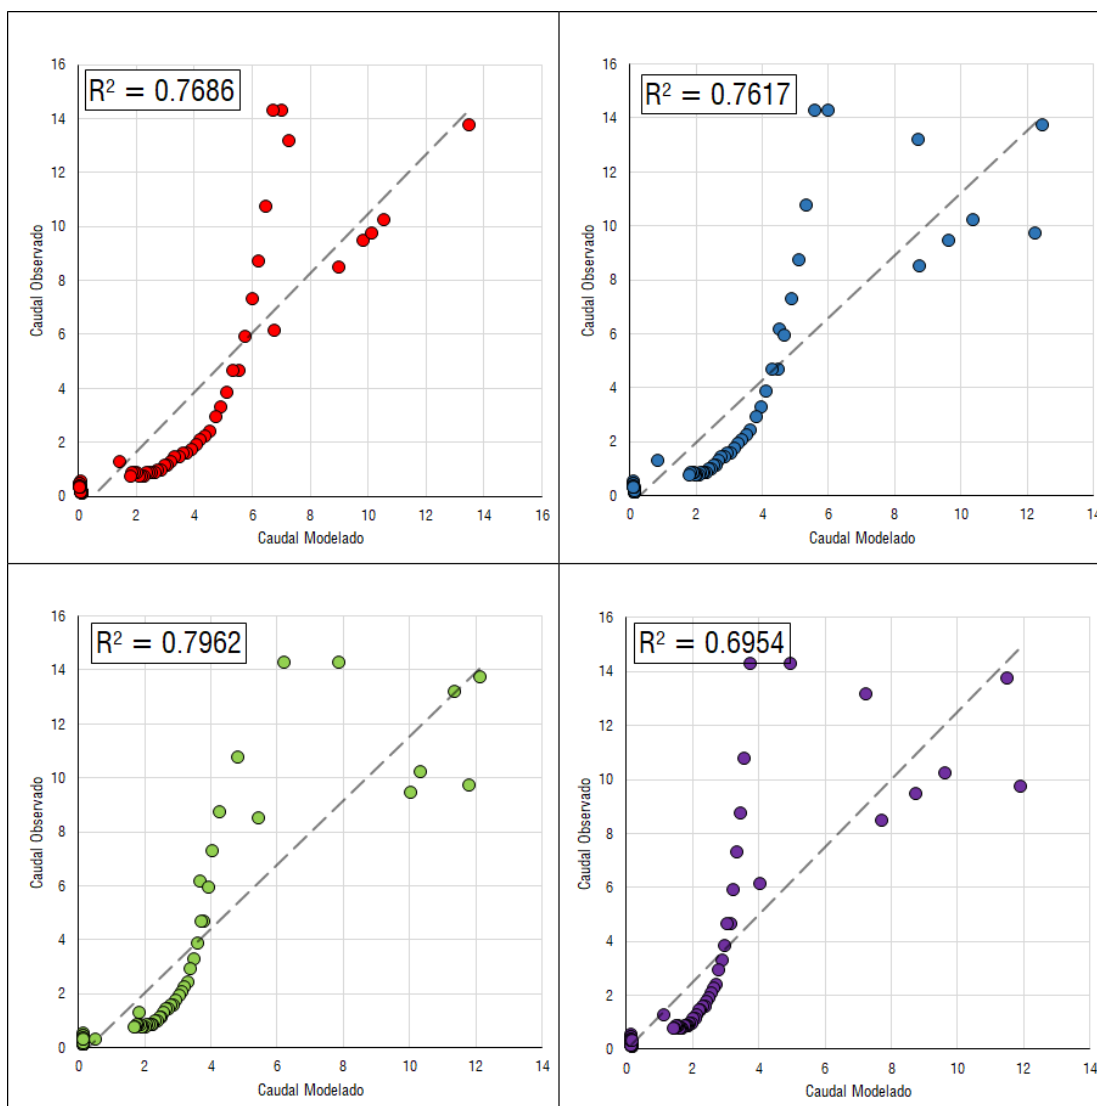 R² = 0.7686
16
14
12
10
8
6
4
2
0
Caudal Observado
0 2 4 6 8 10 12 14 16
Caudal Modelado
R² = 0.7617
16
14
12
10
8
6
4
2
0
Caudal Observado
0 2 4 6 8 10 12 14
Caudal Modelado
R² = 0.7962
16
14
12
10
8
6
4
2
0
Caudal Observado
0 2 4 6 8 10 12 14
Caudal Modelado
R² = 0.6954
16
14
12
10
8
6
4
2
0
Caudal Observado
0 2 4 6 8 10 12 14
Caudal Modelado